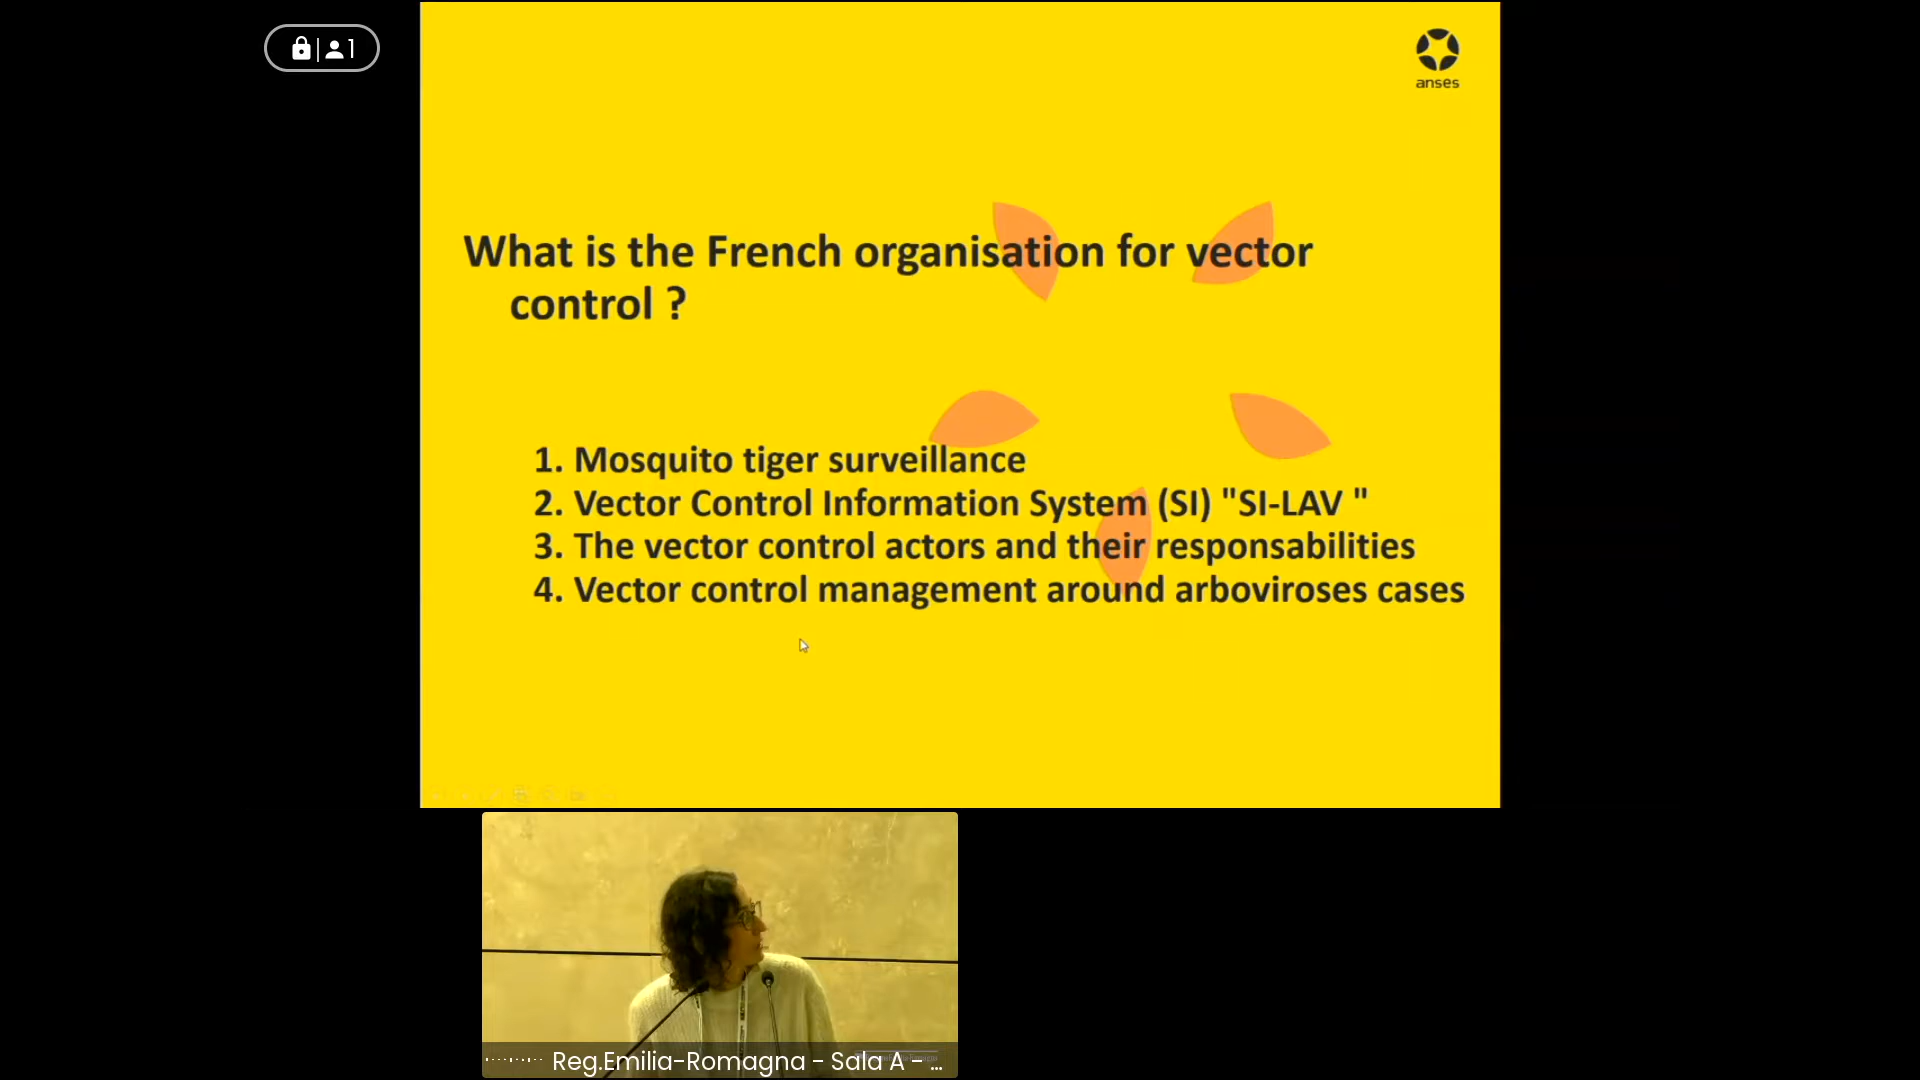 1
anses
What is the French organisation for vector
control ?
1. Mosquito tiger surveillance
2. Vector Control Information System (SI) "SI-LAV "
3. The vector control actors and their responsabilities
4. Vector control management around arboviroses cases
Reg.Emilia-Romagna - Sala A - ...